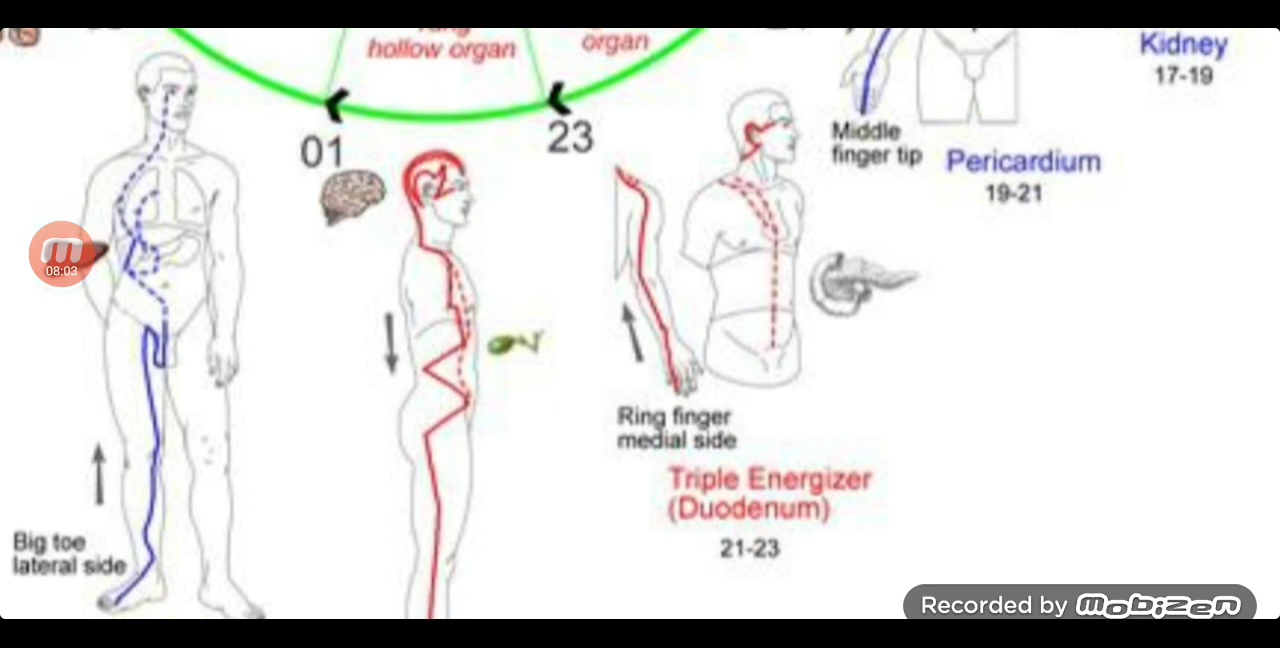 hollow organ
organ
Kidney
17-19
01
23
Middle
finger tip
Pericardium
19-21
08:03
Ring finger
medial side
Triple Energizer
(Duodenum)
21-23
Big toe
lateral side
Recorded by mobizen